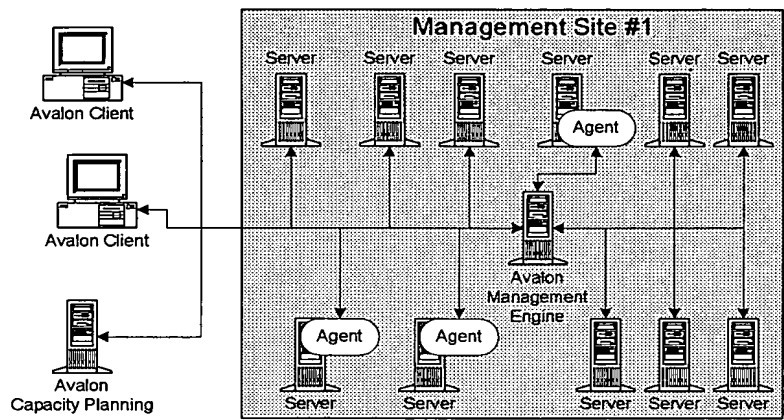 Management Site #1
Server
Server
Server
Server
Server
Server
Agent
Avalon Client
Avalon Client
Avalon
Management
Engine
Agent
Agent
Avalon
Capacity Planning
Server
Server
Server
Server
Server